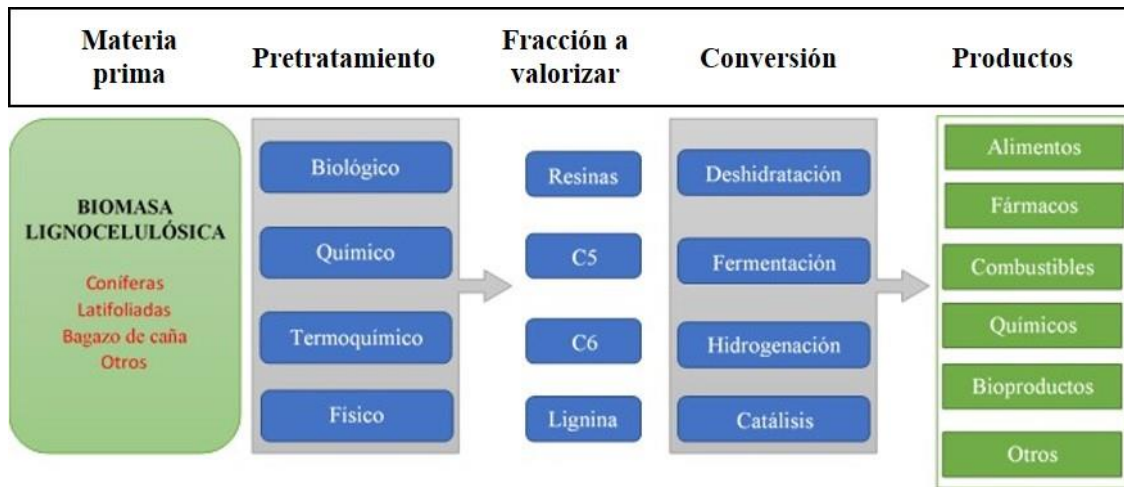 Materia
prima
Pretratamiento
Fracción a
valorizar
Conversión
Productos
BIOMASA
LIGNOCELULÓSICA
Coníferas
Latifoliadas
Bagazo de caña
Otros
Biológico
Químico
Termoquímico
Físico
Resinas
C5
C6
Lignina
Deshidratación
Fermentación
Hidrogenación
Catálisis
Alimentos
Fármacos
Combustibles
Químicos
Bioproductos
Otros